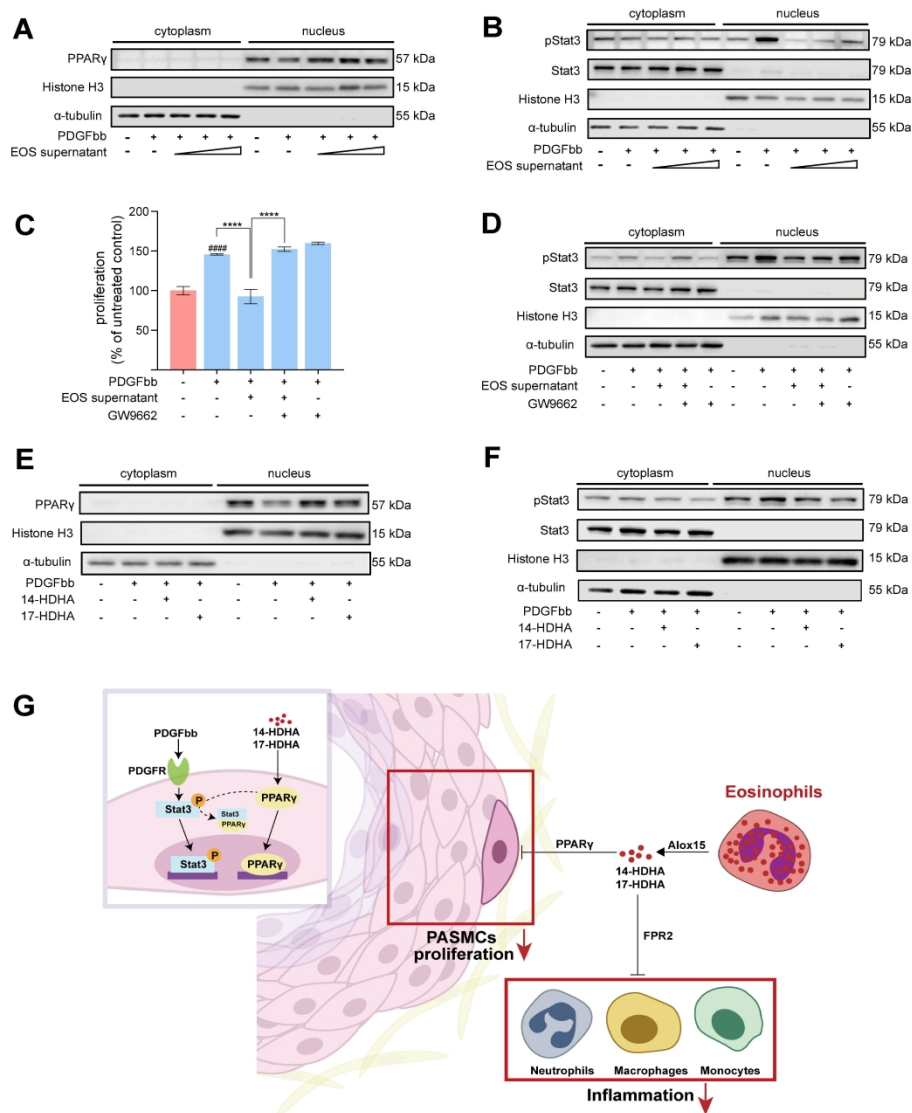 A
cytoplasm nucleus
PPARγ 57 kDa
Histone H3 15 kDa
α-tubulin 55 kDa
PDGFbb - + + + + - + + + +
EOS supernatant - - - -
B
cytoplasm nucleus
pStat3 79 kDa
Stat3 79 kDa
Histone H3 15 kDa
α-tubulin 55 kDa
PDGFbb - + + + + - + + + +
EOS supernatant - - - -
C
proliferation
(% of untreated control)
200
150
100
50
####
****
****
PDGFbb - + + + +
EOS supernatant - - + + -
GW9662 - - - + +
D
cytoplasm nucleus
pStat3 79 kDa
Stat3 79 kDa
Histone H3 15 kDa
α-tubulin 55 kDa
PDGFbb - + + + + - + + + +
EOS supernatant - - + + - - - + + -
GW9662 - - - + + - - - + +
E
cytoplasm nucleus
PPARγ 57 kDa
Histone H3 15 kDa
α-tubulin 55 kDa
PDGFbb - + + + - + + +
14-HDHA - - + - - - + -
17-HDHA - - - + - - - +
F
cytoplasm nucleus
pStat3 79 kDa
Stat3 79 kDa
Histone H3 15 kDa
α-tubulin 55 kDa
PDGFbb - + + + - + + +
14-HDHA - - + - - - + -
17-HDHA - - - + - - - +
G
PDGFbb
14-HDHA
17-HDHA
PDGFR
P
Stat3
PPARγ
Stat3
PPARγ
P
Stat3
PPARγ
Eosinophils
PPARγ
Alox15
14-HDHA
17-HDHA
PASMCs
proliferation
FPR2
Neutrophils Macrophages Monocytes
Inflammation